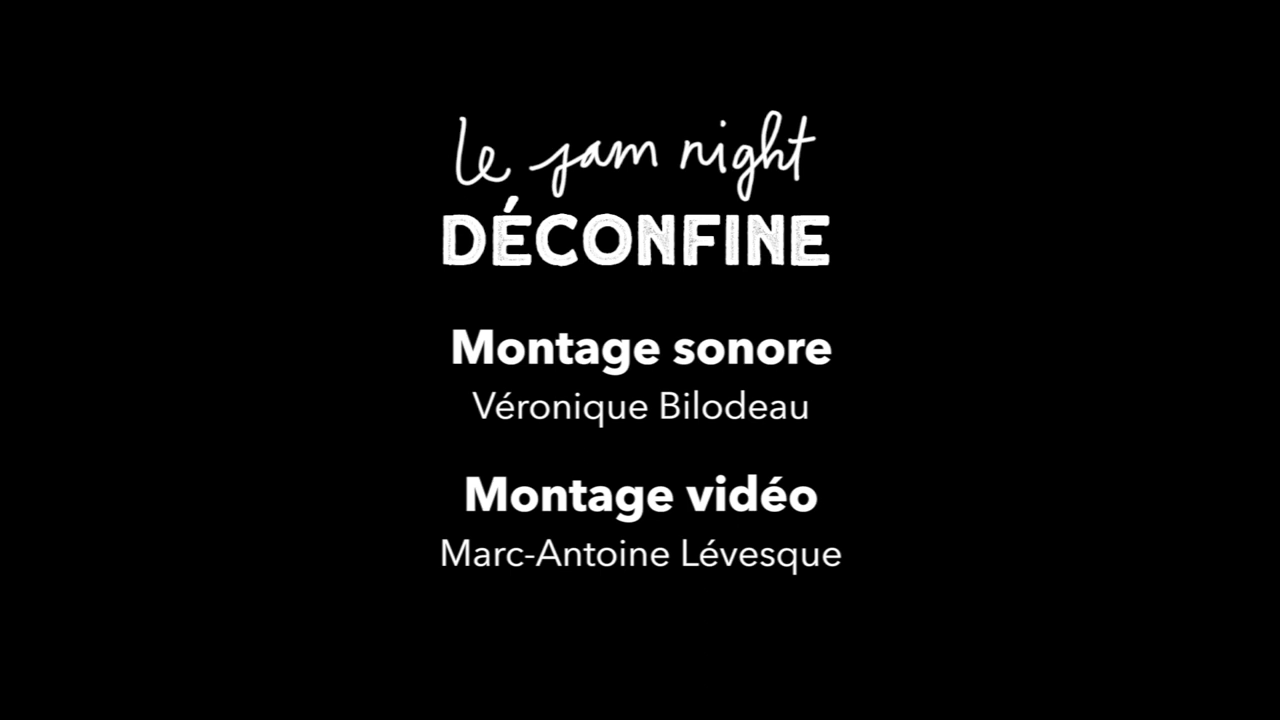 le jam night
DÉCONFINE
Montage sonore
Véronique Bilodeau
Montage vidéo
Marc-Antoine Lévesque